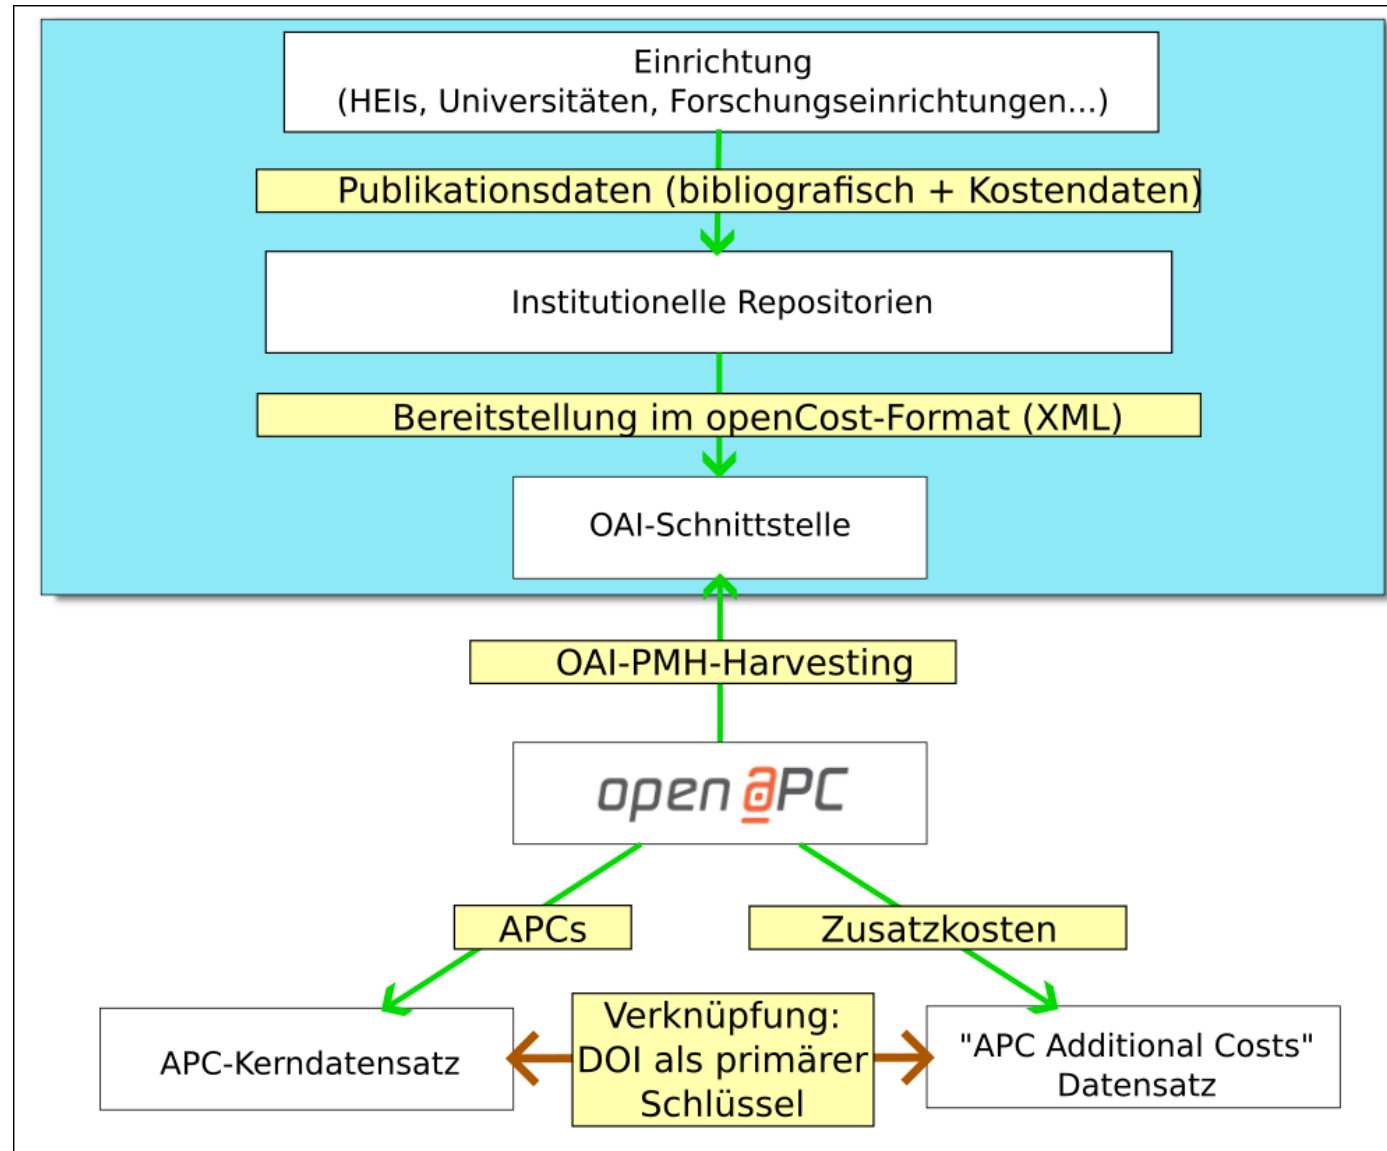 Einrichtung
(HEIs, Universitäten, Forschungseinrichtungen...)
Publikationsdaten (bibliografisch + Kostendaten)
Institutionelle Repositorien
Bereitstellung im openCost-Format (XML)
OAI-Schnittstelle
OAI-PMH-Harvesting
open aPC
APCs
Zusatzkosten
APC-Kerndatensatz
Verknüpfung:
DOI als primärer
Schlüssel
"APC Additional Costs"
Datensatz